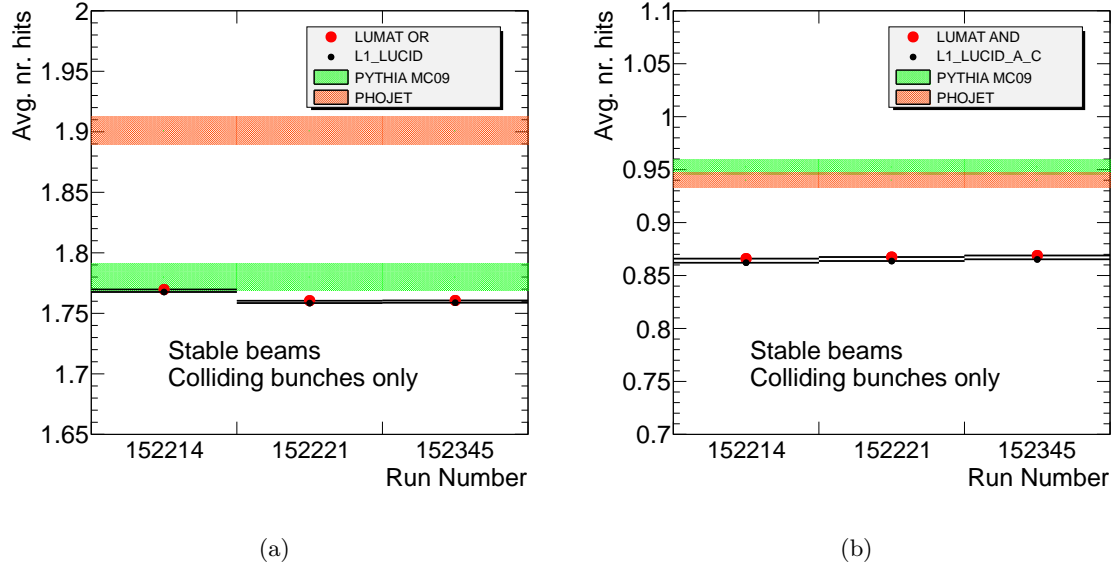 Avg. nr. hits
2
1.95
1.9
1.85
1.8
1.75
1.7
1.65
LUMAT OR
L1_LUCID
PYTHIA MC09
PHOJET
Stable beams
Colliding bunches only
152214 152221 152345
Run Number
(a)
Avg. nr. hits
1.1
1.05
1
0.95
0.9
0.85
0.8
0.75
0.7
LUMAT AND
L1_LUCID_A_C
PYTHIA MC09
PHOJET
Stable beams
Colliding bunches only
152214 152221 152345
Run Number
(b)